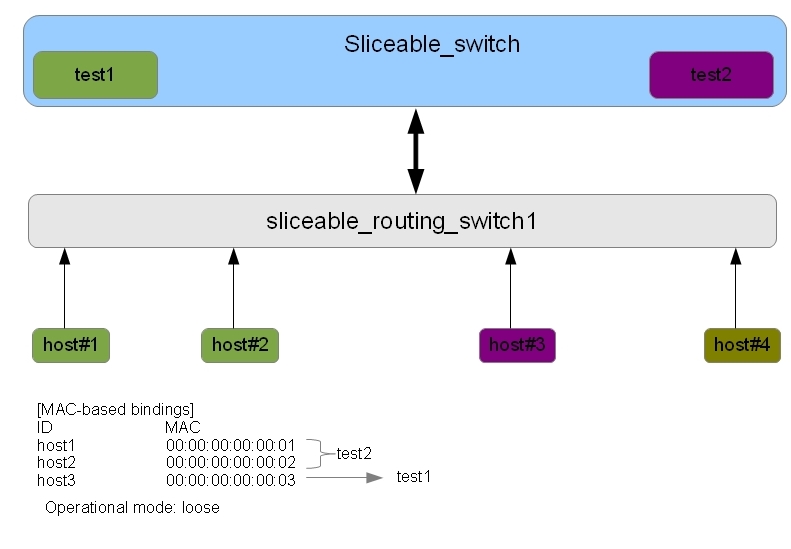 Sliceable_switch
test1
test2
sliceable_routing_switch1
host#1
host#2
host#3
host#4
[MAC-based bindings]
ID MAC
host1 00:00:00:00:00:01
test2
host2 00:00:00:00:00:02
host3 00:00:00:00:00:03 test1
Operational mode: loose